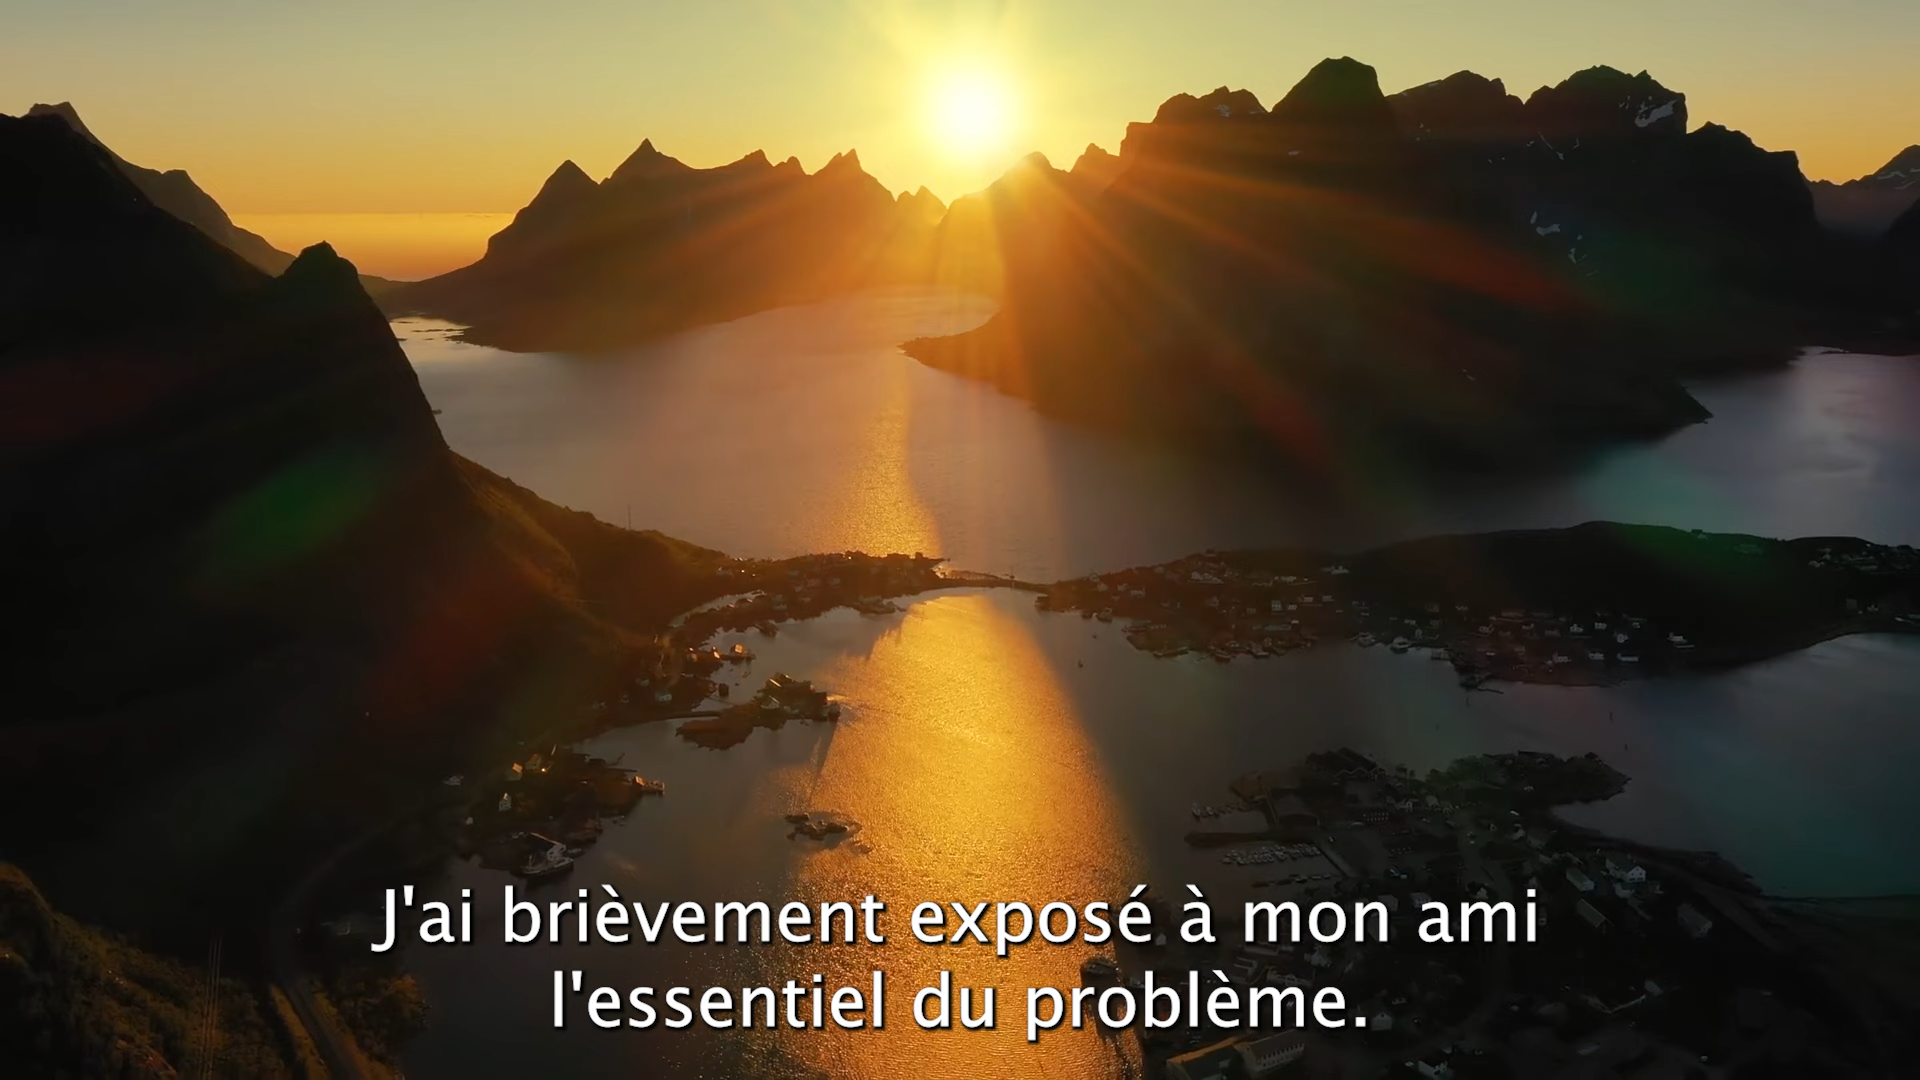 J'ai brièvement exposé à mon ami
l'essentiel du problème.